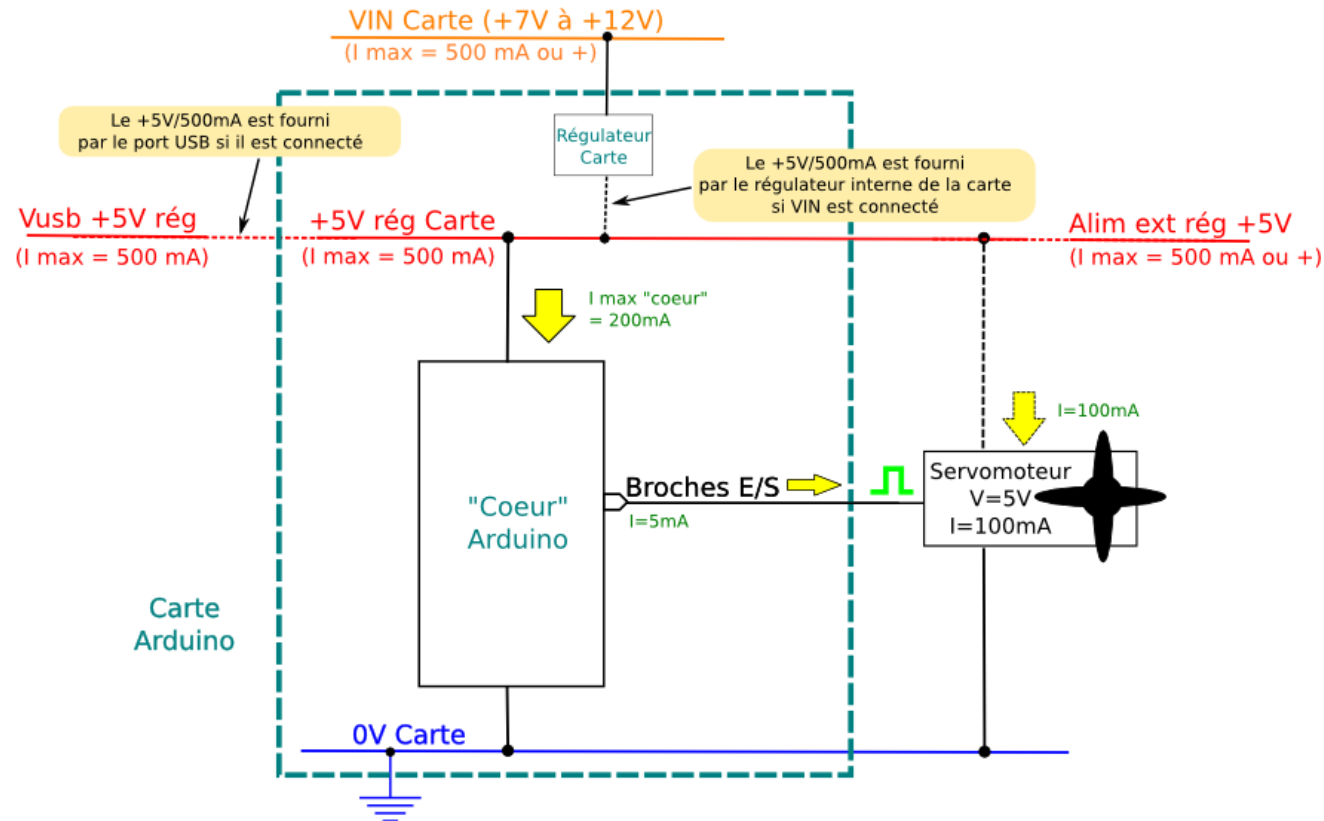 VIN Carte (+7V à +12V)
(I max = 500 mA ou +)
Le +5V/500mA est fourni
par le port USB si il est connecté
Régulateur
Carte
Le +5V/500mA est fourni
par le régulateur interne de la carte
si VIN est connecté
Vusb +5V rég
(I max = 500 mA)
+5V rég Carte
(I max = 500 mA)
Alim ext rég +5V
(I max = 500 mA ou +)
I max "coeur"
= 200mA
I=100mA
"Coeur"
Arduino
Broches E/S
I=5mA
Servomoteur
V=5V
I=100mA
Carte
Arduino
0V Carte